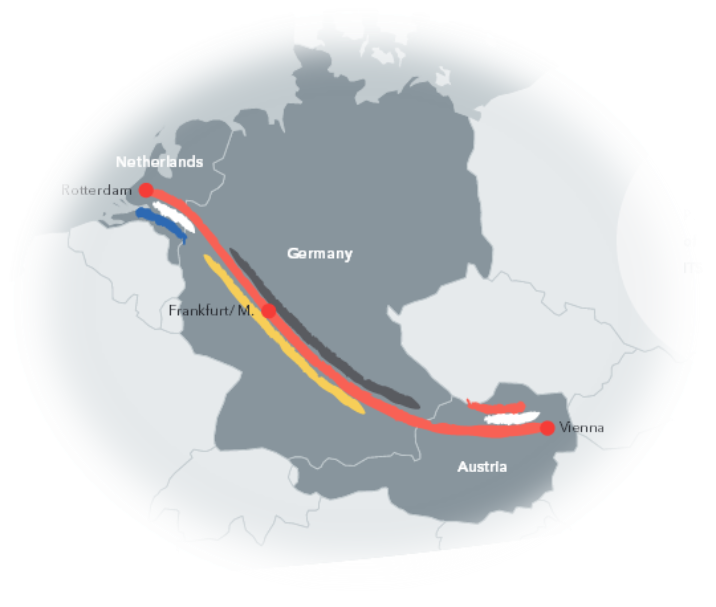 Netherlands
Rotterdam
Germany
Frankfurt/M.
Vienna
Austria